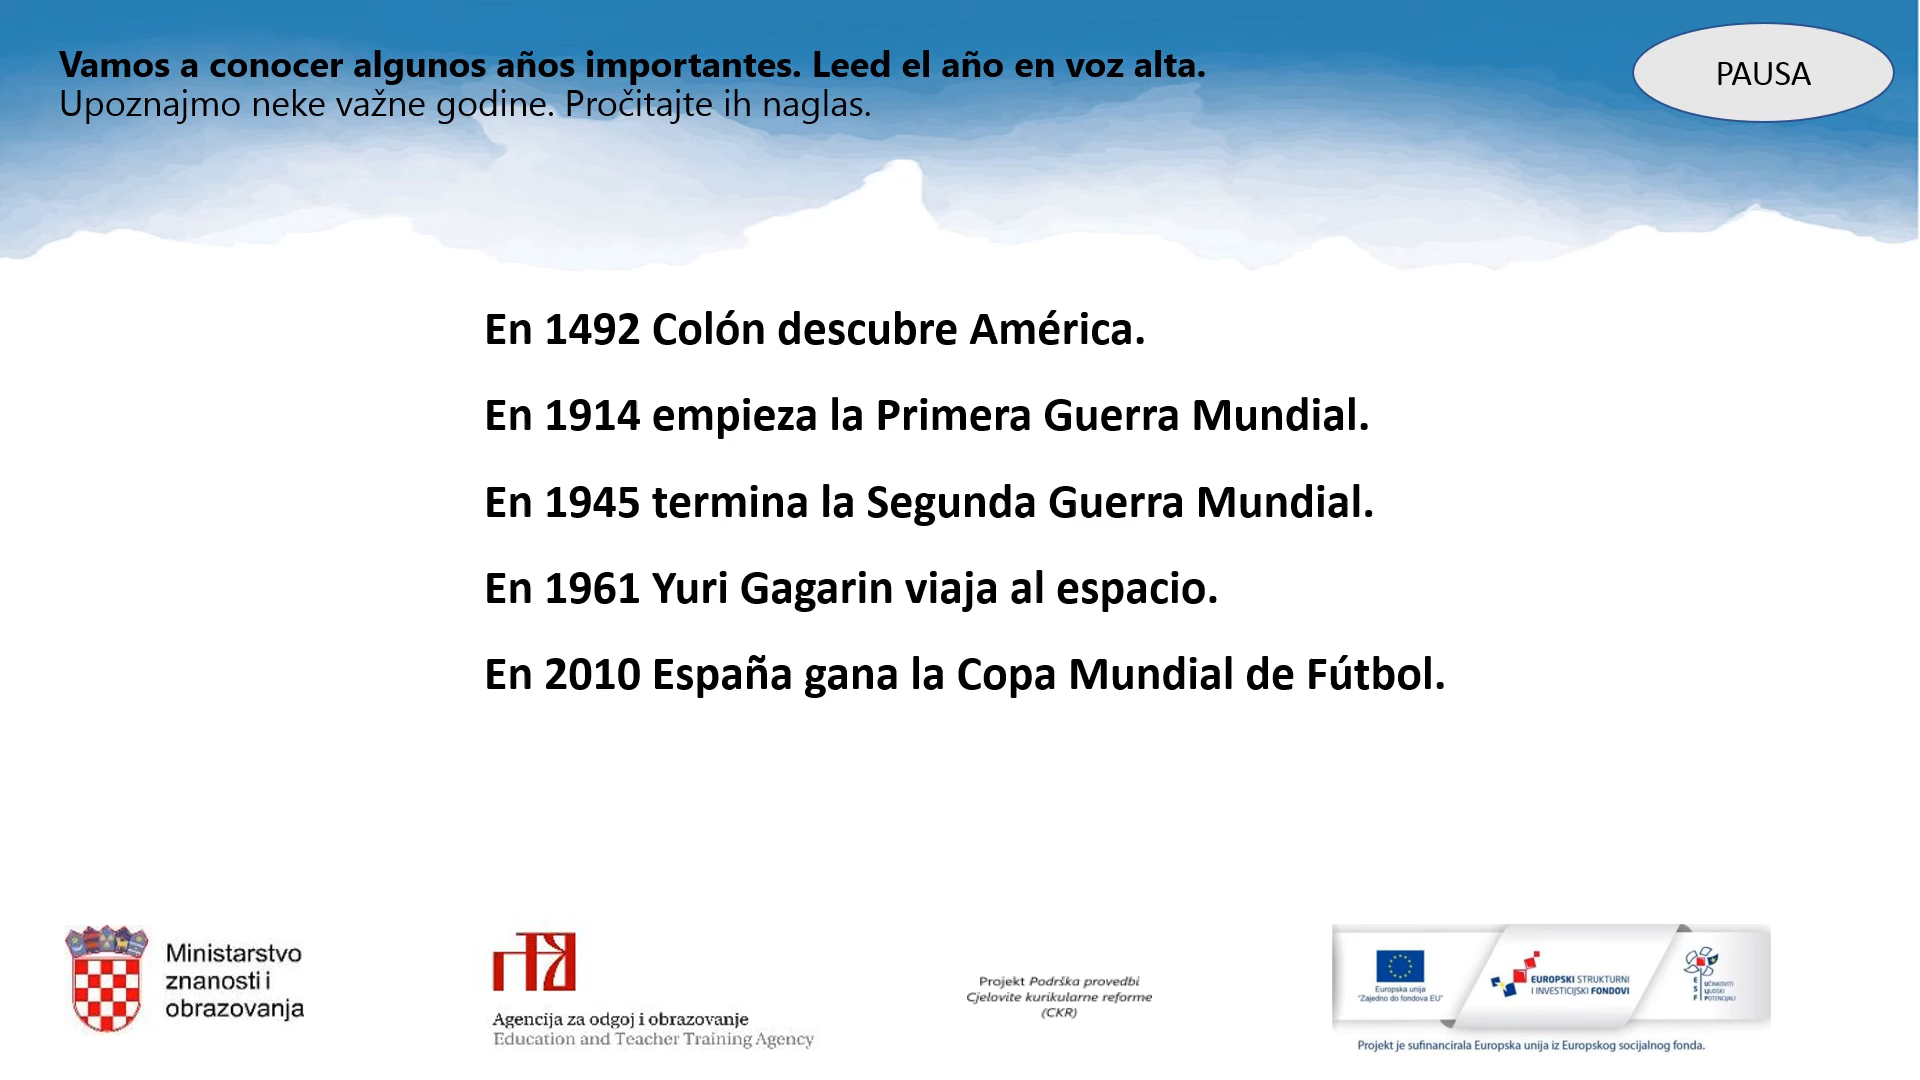 Vamos a conocer algunos años importantes. Leed el año en voz alta.
Upoznajmo neke važne godine. Pročitajte ih naglas.
PAUSA
En 1492 Colón descubre América.
En 1914 empieza la Primera Guerra Mundial.
En 1945 termina la Segunda Guerra Mundial.
En 1961 Yuri Gagarin viaja al espacio.
En 2010 España gana la Copa Mundial de Fútbol.
Ministarstvo
znanosti i
obrazovanja
Agencija za odgoj i obrazovanje
Education and Teacher Training Agency
Projekt Podrška provedbi
Cjelovite kurikularne reforme
(CKR)
Europska unija
"Zajedno do fondova EU"
EUROPSKI STRUKTURNI
I INVESTICIJSKI FONDOVI
ESF
UČINKOVITI
LJUDSKI
POTENCIJALI
Projekt je sufinancirala Europska unija iz Europskog socijalnog fonda.